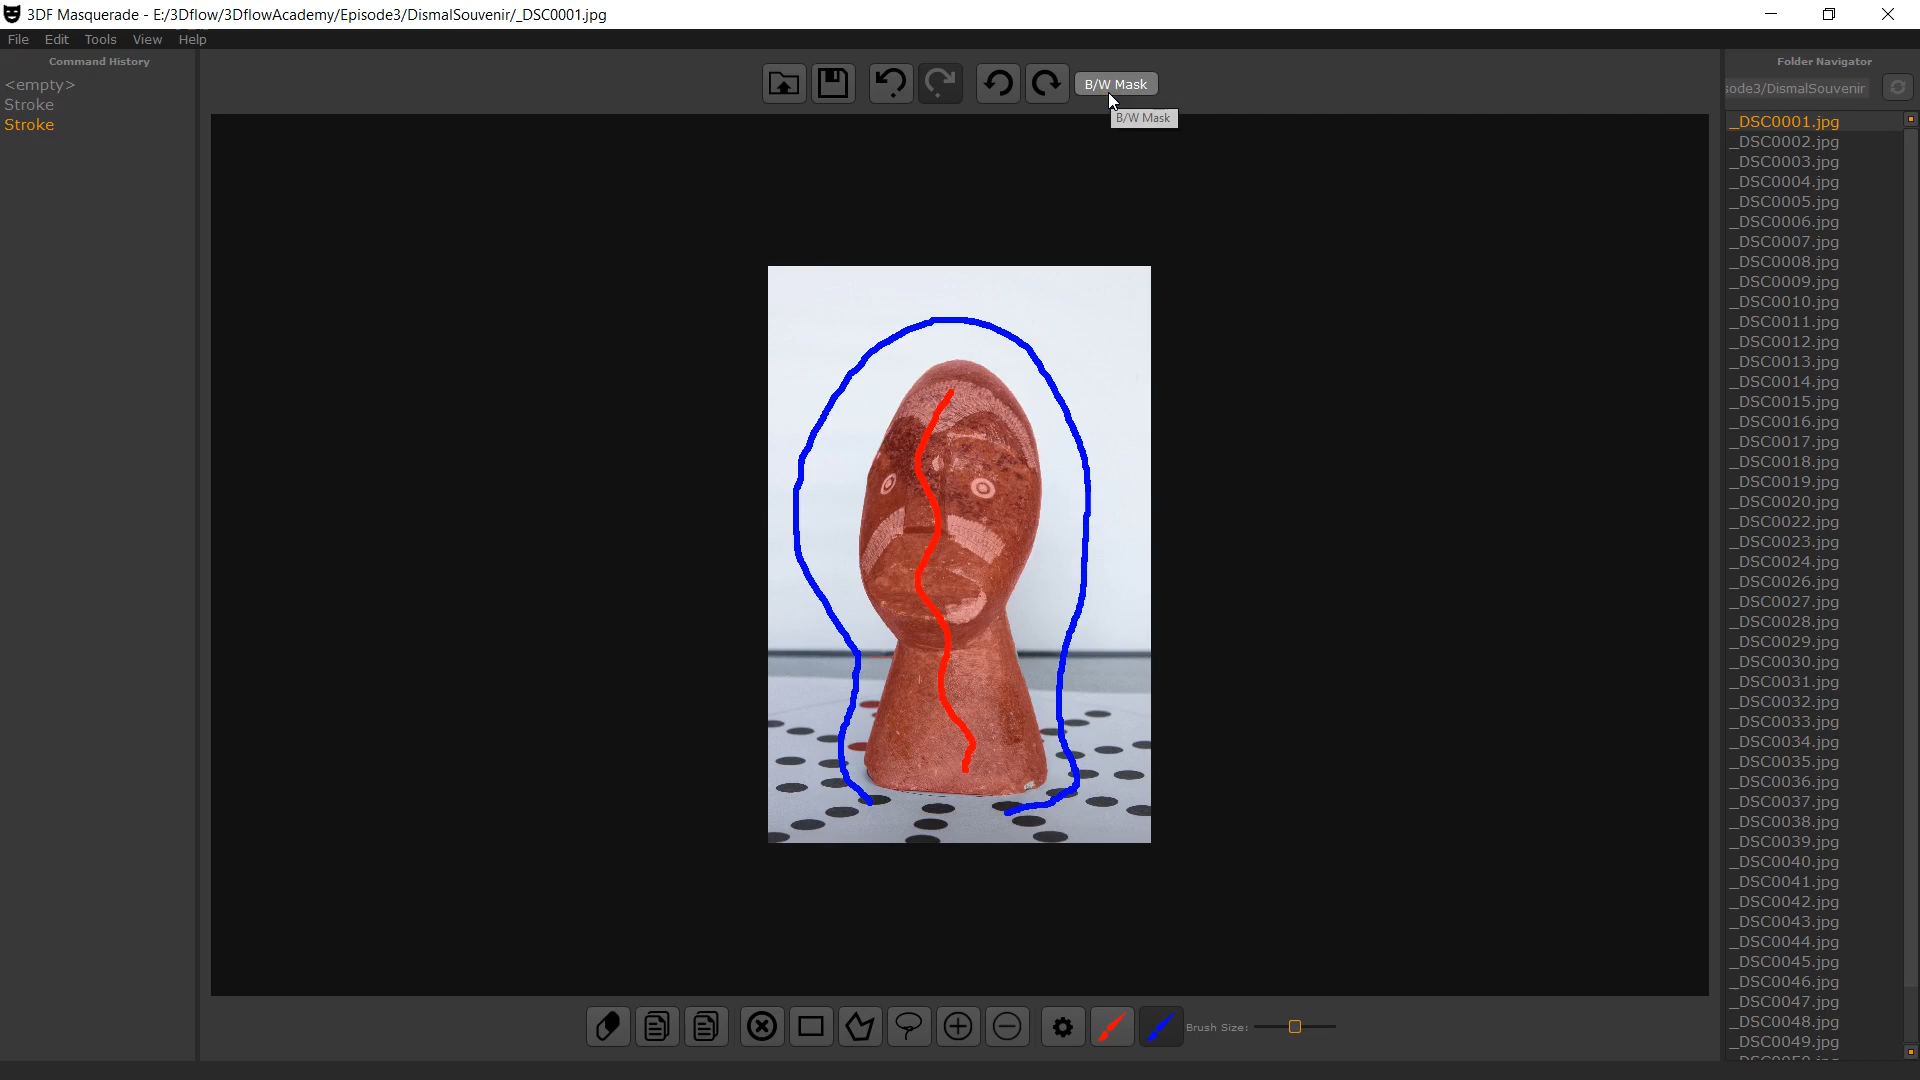 3DF Masquerade - E:/3Dflow/3DflowAcademy/Episode3/DismalSouvenir/_DSC0001.jpg
File Edit Tools View Help
Command History
<empty>
Stroke
Stroke
B/W Mask
B/W Mask
Folder Navigator
sode3/DismalSouvenir
_DSC0001.jpg
_DSC0002.jpg
_DSC0003.jpg
_DSC0004.jpg
_DSC0005.jpg
_DSC0006.jpg
_DSC0007.jpg
_DSC0008.jpg
_DSC0009.jpg
_DSC0010.jpg
_DSC0011.jpg
_DSC0012.jpg
_DSC0013.jpg
_DSC0014.jpg
_DSC0015.jpg
_DSC0016.jpg
_DSC0017.jpg
_DSC0018.jpg
_DSC0019.jpg
_DSC0020.jpg
_DSC0022.jpg
_DSC0023.jpg
_DSC0024.jpg
_DSC0026.jpg
_DSC0027.jpg
_DSC0028.jpg
_DSC0029.jpg
_DSC0030.jpg
_DSC0031.jpg
_DSC0032.jpg
_DSC0033.jpg
_DSC0034.jpg
_DSC0035.jpg
_DSC0036.jpg
_DSC0037.jpg
_DSC0038.jpg
_DSC0039.jpg
_DSC0040.jpg
_DSC0041.jpg
_DSC0042.jpg
_DSC0043.jpg
_DSC0044.jpg
_DSC0045.jpg
_DSC0046.jpg
_DSC0047.jpg
_DSC0048.jpg
_DSC0049.jpg
Brush Size: